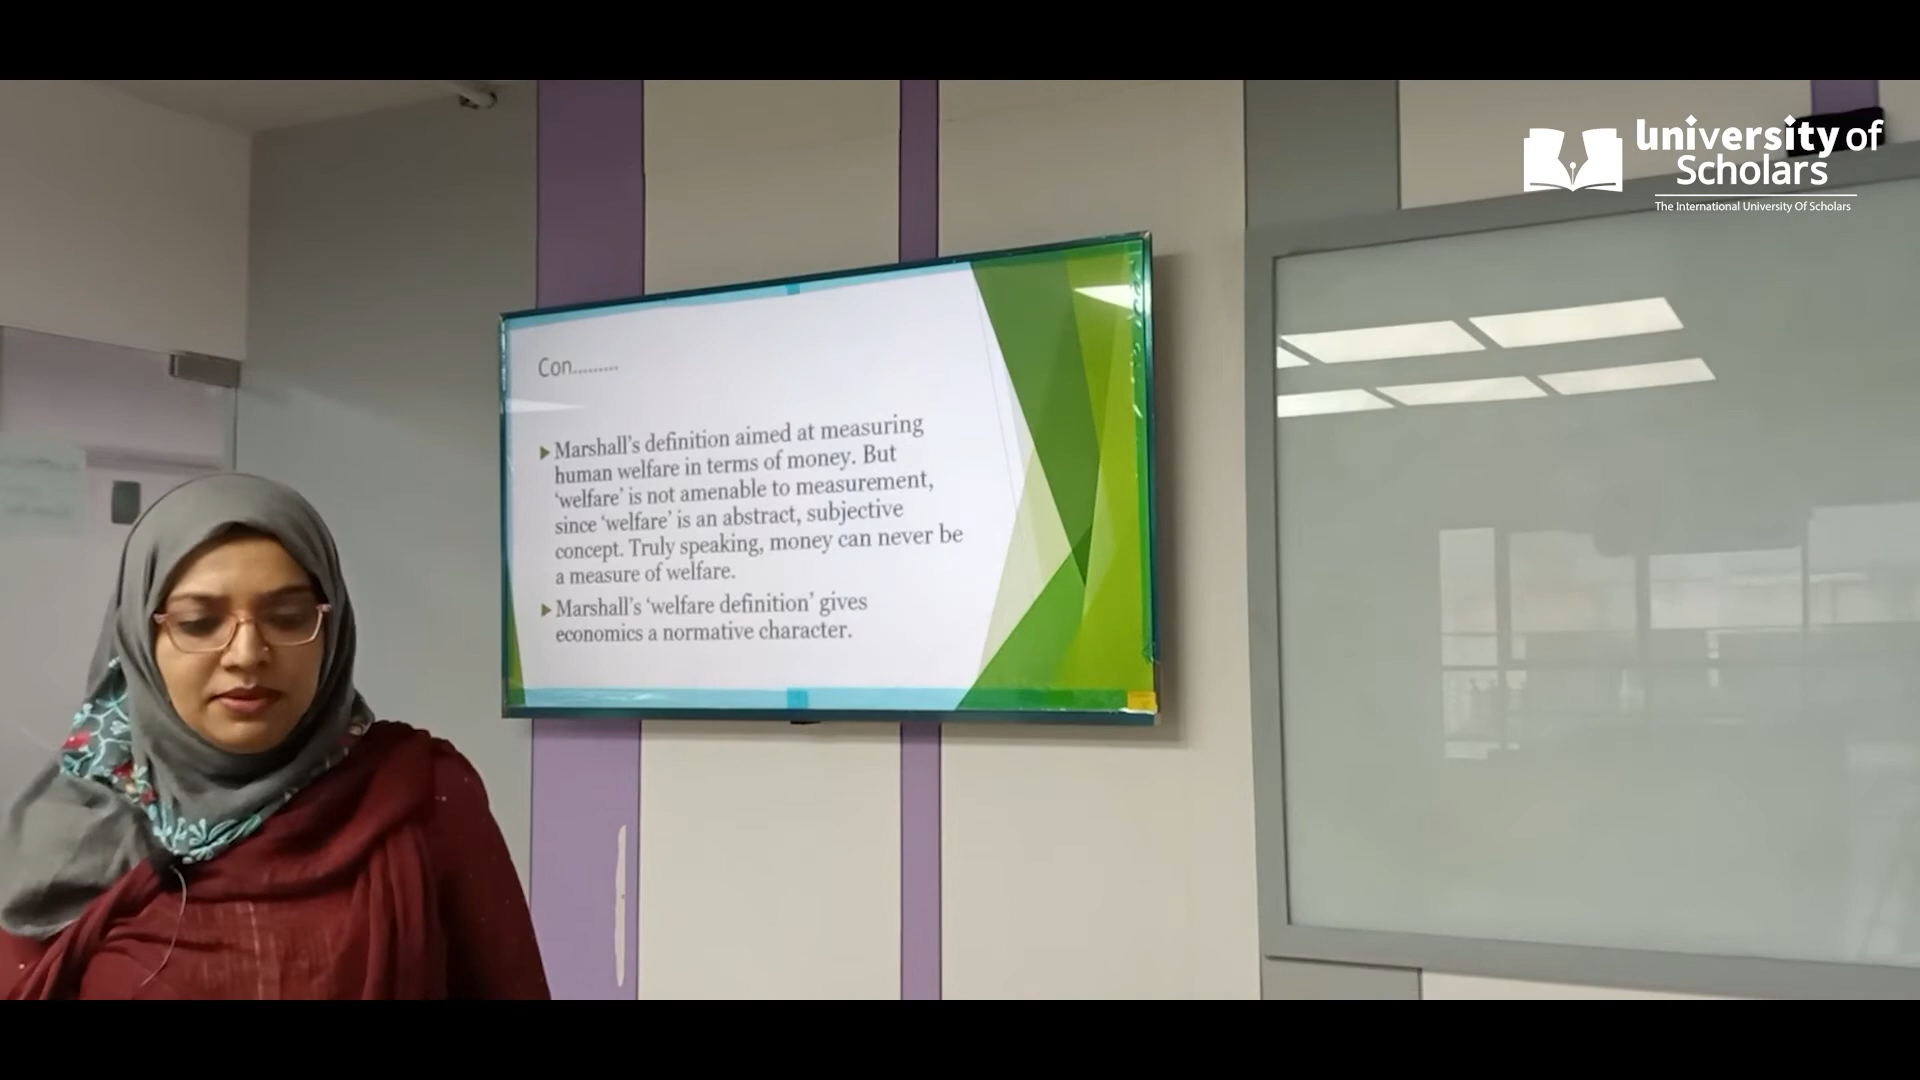 University of
Scholars
The International University Of Scholars
Con.........
Marshall's definition aimed at measuring
human welfare in terms of money. But
‘welfare’ is not amenable to measurement,
since ‘welfare’ is an abstract, subjective
concept. Truly speaking, money can never be
a measure of welfare.
Marshall's ‘welfare definition’ gives
economics a normative character.